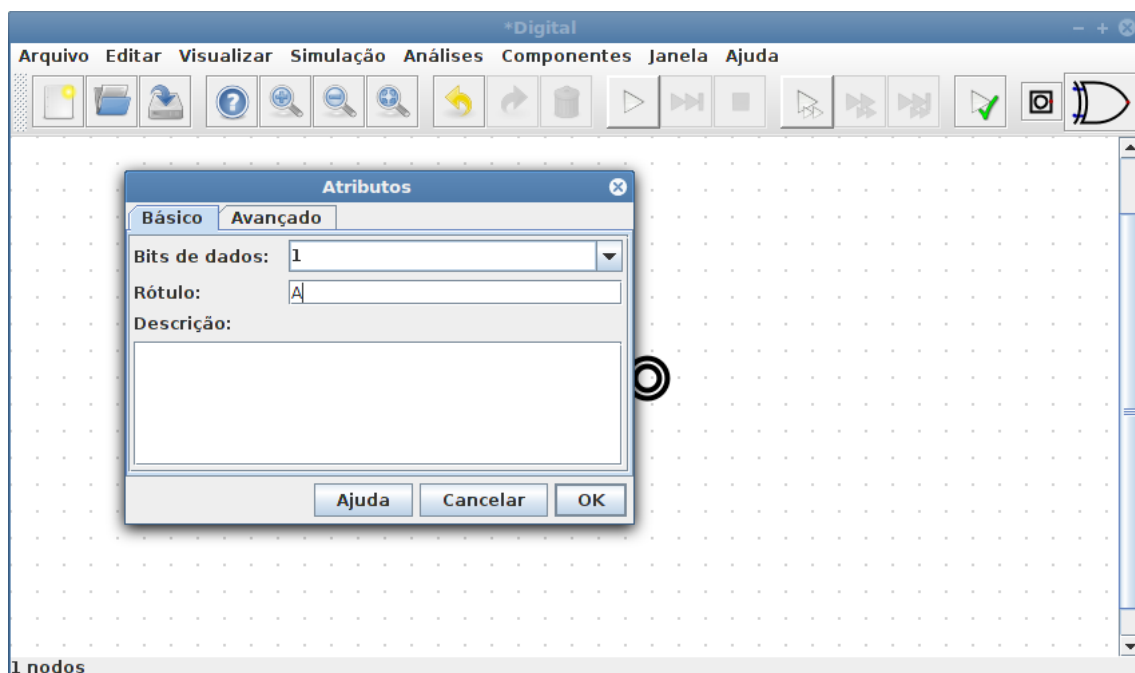 *Digital
Arquivo Editar Visualizar Simulação Análises Componentes Janela Ajuda
Atributos
Básico Avançado
Bits de dados: 1
Rótulo: A
Descrição:
Ajuda Cancelar OK
1 nodos